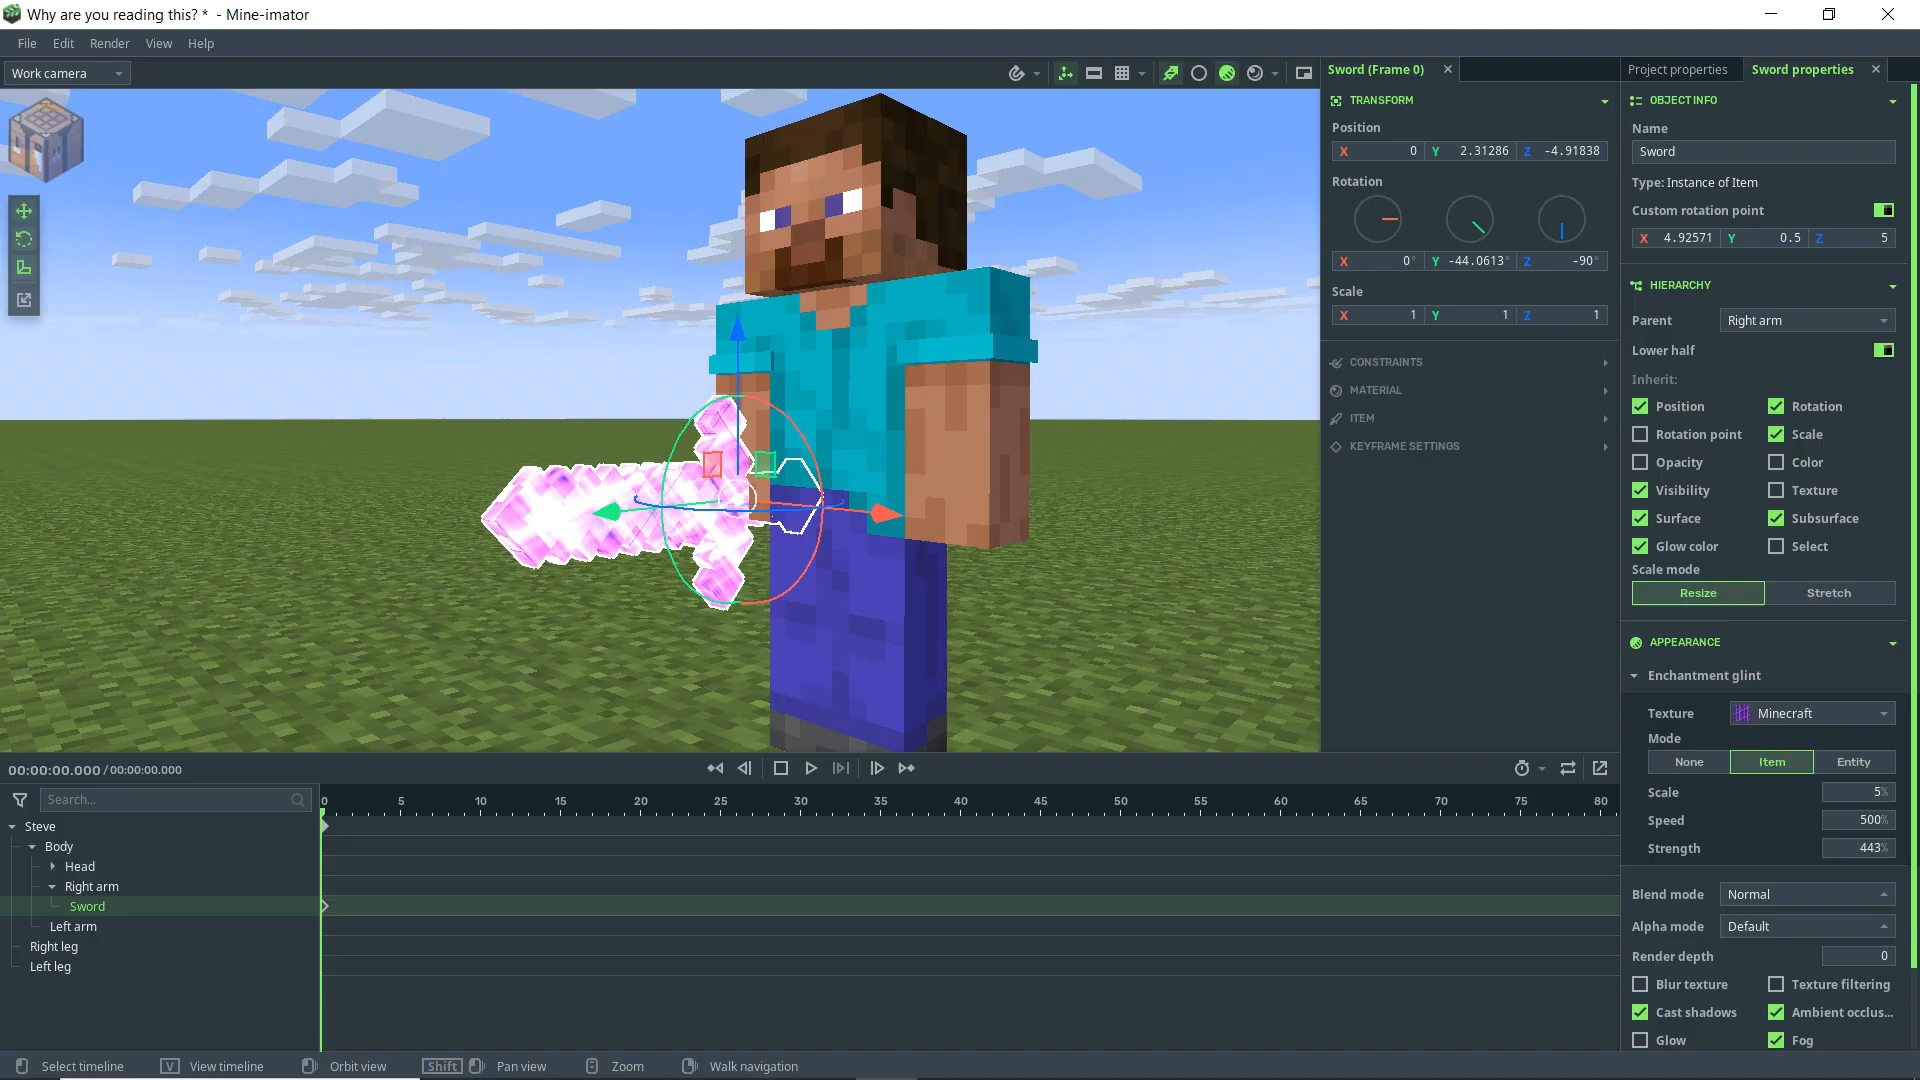 Why are you reading this? * - Mine-imator
File Edit Render View Help
Work camera
Sword (Frame 0)
TRANSFORM
Position
X 0 Y 2.31286 Z -4.91838
Rotation
X 0° Y -44.0613° Z -90°
Scale
X 1 Y 1 Z 1
CONSTRAINTS
MATERIAL
ITEM
KEYFRAME SETTINGS
Project properties Sword properties
OBJECT INFO
Name
Sword
Type: Instance of Item
Custom rotation point
X 4.92571 Y 0.5 Z 5
HIERARCHY
Parent Right arm
Lower half
Inherit:
Position Rotation
Rotation point Scale
Opacity Color
Visibility Texture
Surface Subsurface
Glow color Select
Scale mode
Resize Stretch
APPEARANCE
Enchantment glint
Texture Minecraft
Mode
None Item Entity
Scale 5%
Speed 500%
Strength 443%
Blend mode Normal
Alpha mode Default
Render depth 0
Blur texture Texture filtering
Cast shadows Ambient occlus...
Glow Fog
00:00:00.000 / 00:00:00.000
Search...
0 5 10 15 20 25 30 35 40 45 50 55 60 65 70 75 80
Steve
Body
Head
Right arm
Sword
Left arm
Right leg
Left leg
Select timeline V View timeline Orbit view Shift Pan view Zoom Walk navigation